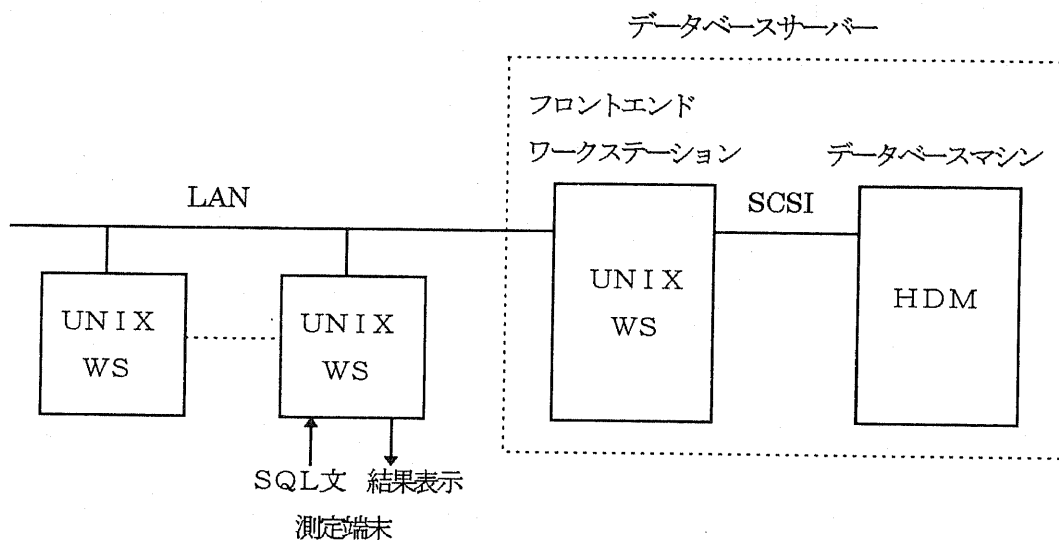 データベースサーバー
フロントエンド
ワークステーション
データベースマシン
LAN
SCSI
UNIX
WS
UNIX
WS
UNIX
WS
HDM
SQL文 結果表示
測定端末